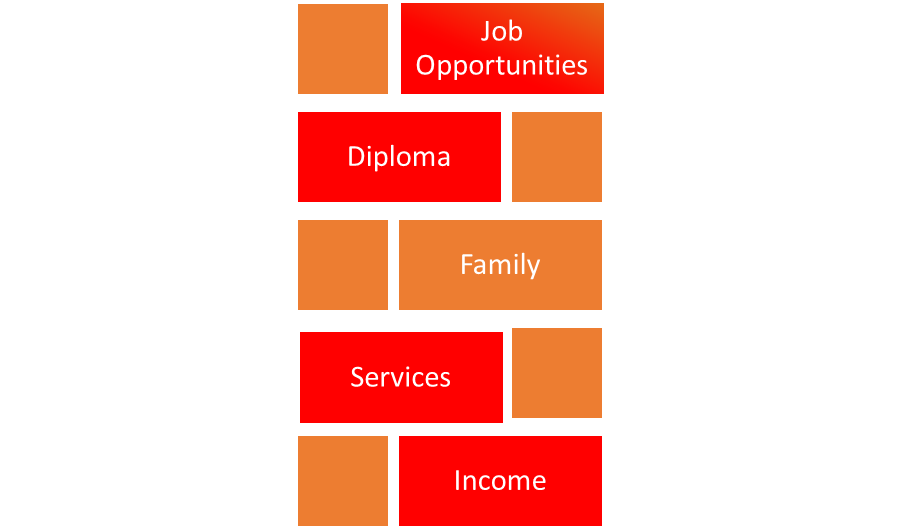 Job
Opportunities
Diploma
Family
Services
Income